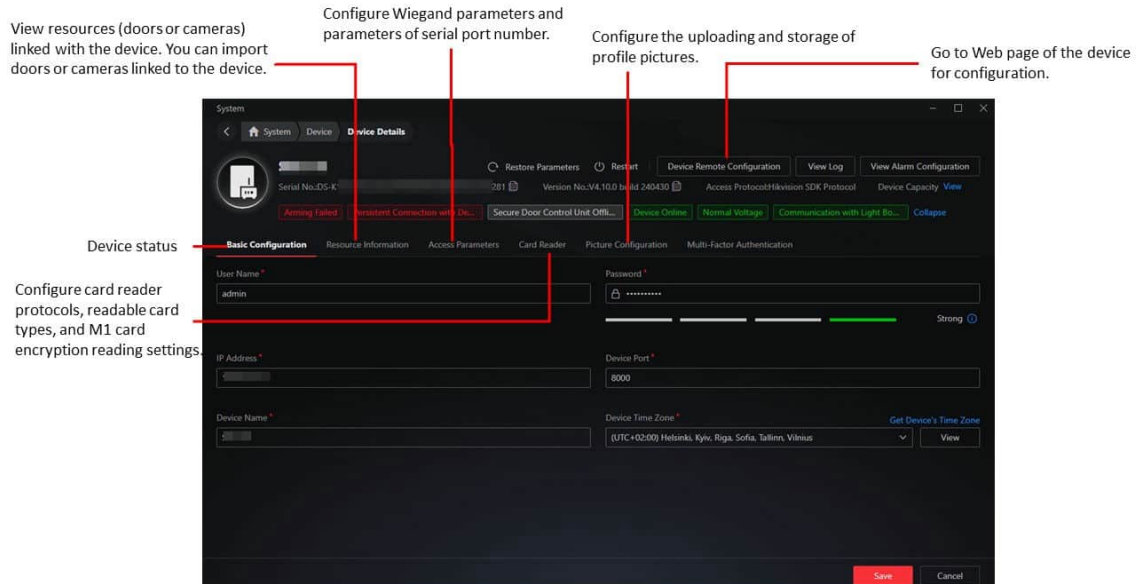 Configure Wiegand parameters and
parameters of serial port number.
View resources (doors or cameras)
linked with the device. You can import
doors or cameras linked to the device.
Configure the uploading and storage of
profile pictures.
Go to Web page of the device
for configuration.
System
System Device Device Details
Restore Parameters Restart Device Remote Configuration View Log View Alarm Configuration
Serial No.:DS-K 281 Version No.:V4.10.0 build 240430 Access Protocol:Hikvision SDK Protocol Device Capacity View
Arming Failed Persistent Connection with De... Secure Door Control Unit Offli... Device Online Normal Voltage Communication with Light Bo... Collapse
Device status
Basic Configuration Resource Information Access Parameters Card Reader Picture Configuration Multi-Factor Authentication
User Name * Password *
admin ••••••••••
Strong
Configure card reader
protocols, readable card
types, and M1 card
encryption reading settings.
IP Address * Device Port *
8000
Device Name * Device Time Zone * Get Device's Time Zone
(UTC+02:00) Helsinki, Kyiv, Riga, Sofia, Tallinn, Vilnius View
Save Cancel